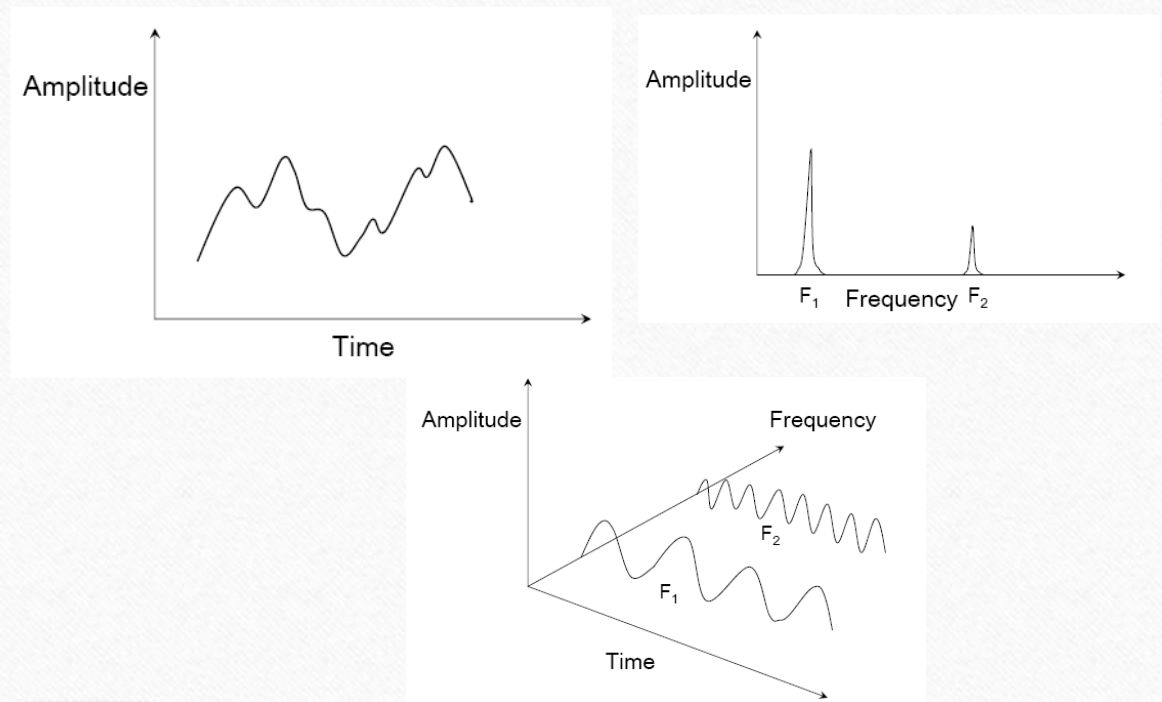 Amplitude
Time
Amplitude
F₁ Frequency F₂
Amplitude
Frequency
F₂
F₁
Time